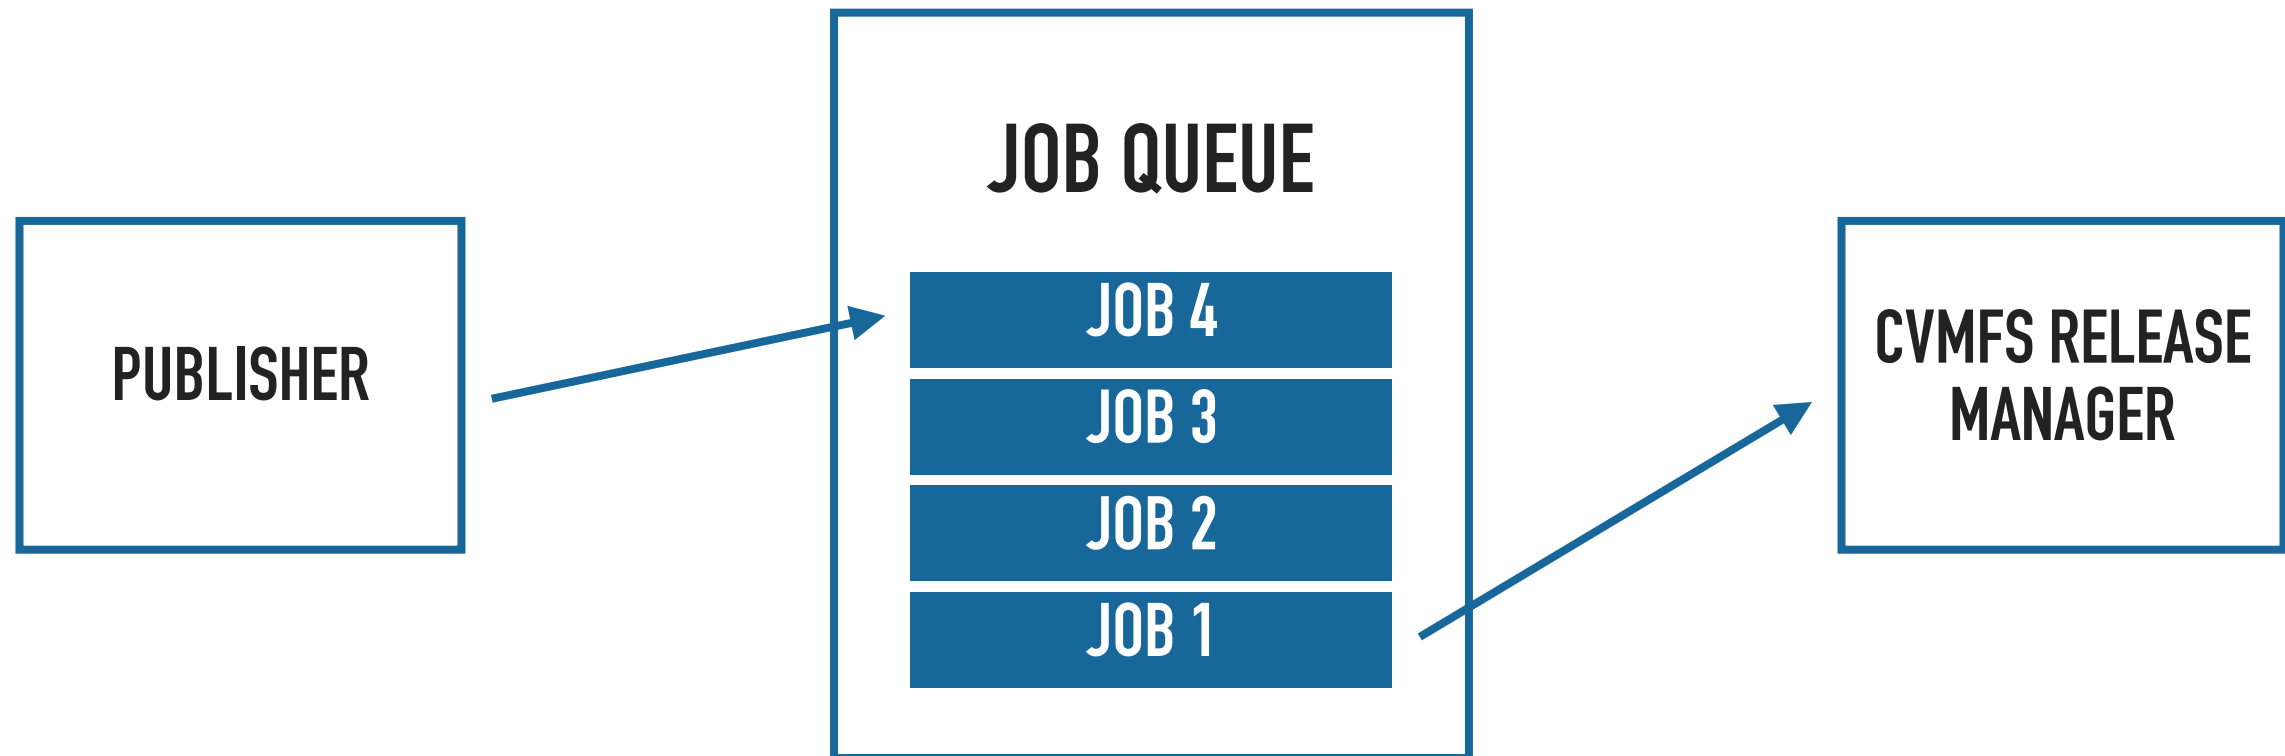 PUBLISHER
JOB QUEUE
JOB 4
JOB 3
JOB 2
JOB 1
CVMFS RELEASE
MANAGER